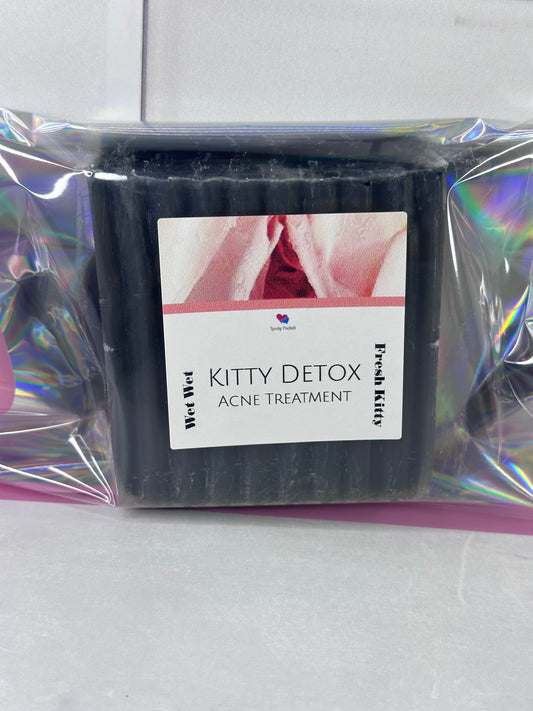 Wet Wet
KITTY DETOX
ACNE TREATMENT
Fresh Kitty